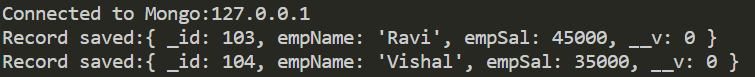 Connected to Mongo:127.0.0.1
Record saved:{ _id: 103, empName: 'Ravi', empSal: 45000, __v: 0 }
Record saved:{ _id: 104, empName: 'Vishal', empSal: 35000, __v: 0 }